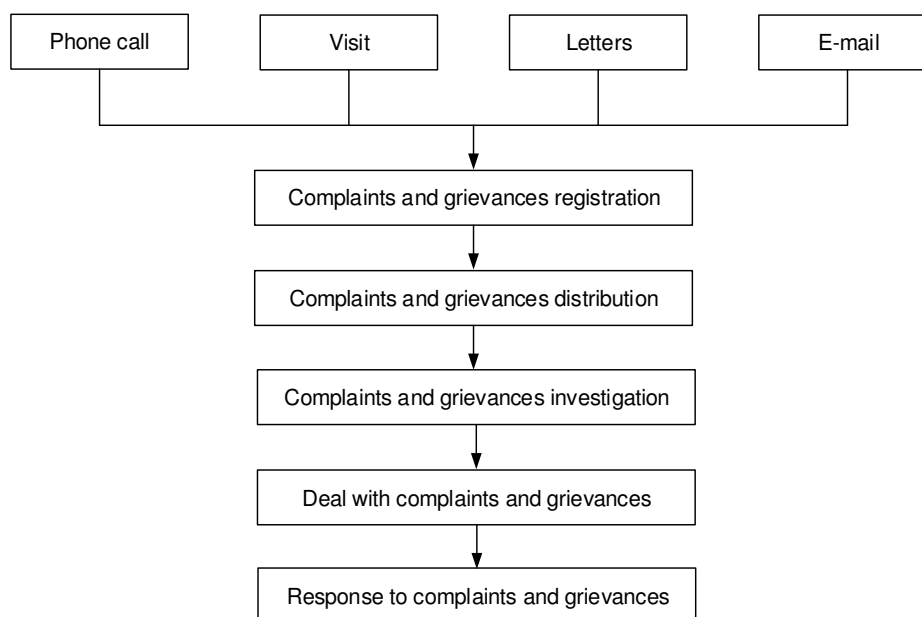 Phone call
Visit
Letters
E-mail
Complaints and grievances registration
Complaints and grievances distribution
Complaints and grievances investigation
Deal with complaints and grievances
Response to complaints and grievances